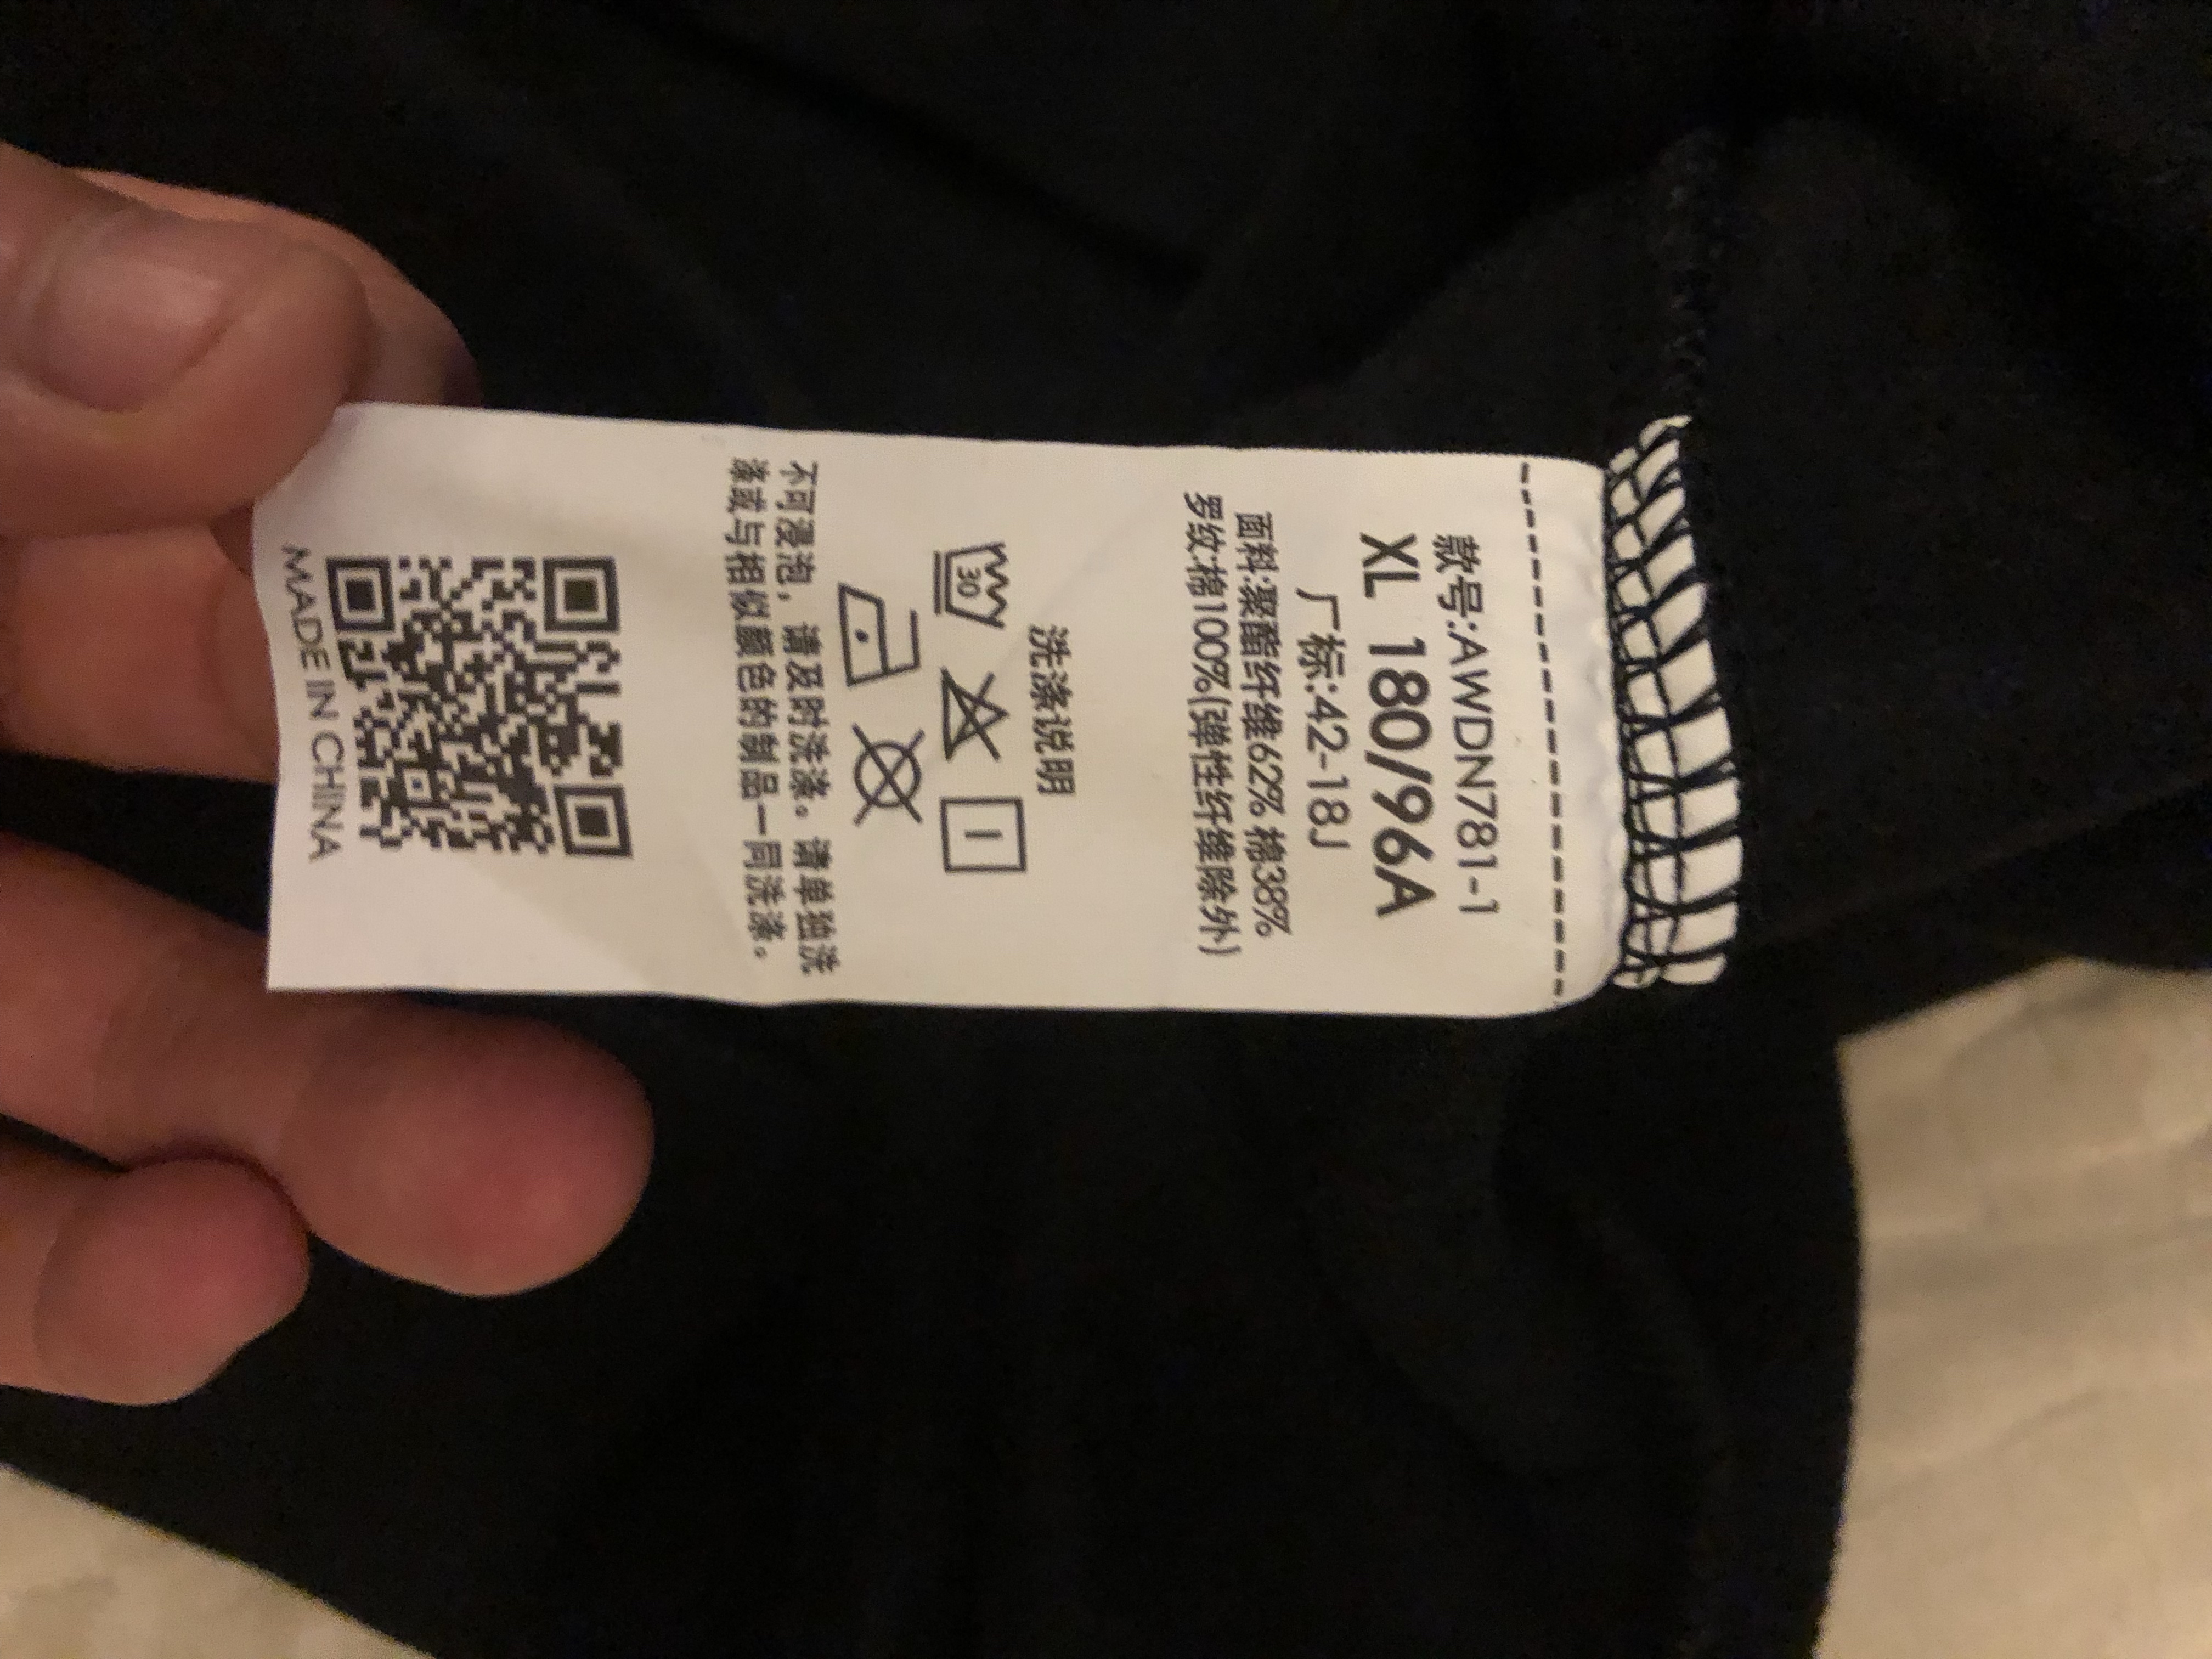 款号:AWDN781-1
XL 180/96A
厂标:42-18J
面料:聚酯纤维62% 棉38%
罗纹:棉100%(弹性纤维除外)
洗涤说明
30
不可浸泡，请及时洗涤。请单独洗
涤或与相似颜色的制品一同洗涤。
MADE IN CHINA